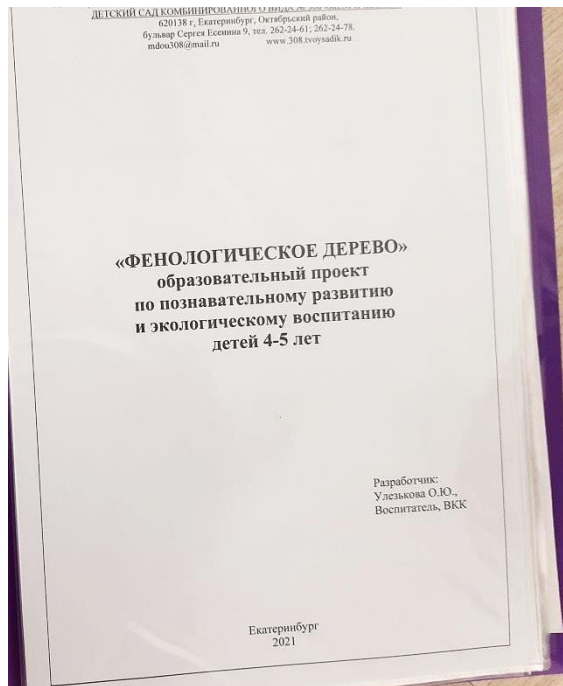 ДЕТСКИЙ САД КОМБИНИРОВАННОГО ВИДА №
620138 г, Екатеринбург, Октябрьский район,
бульвар Сергея Есенина 9, тел. 262-24-61; 262-24-78.
mdou308@mail.ru www.308.tvoysadik.ru
«ФЕНОЛОГИЧЕСКОЕ ДЕРЕВО»
образовательный проект
по познавательному развитию
и экологическому воспитанию
детей 4-5 лет
Разработчик:
Улезькова О.Ю.,
Воспитатель, ВКК
Екатеринбург
2021